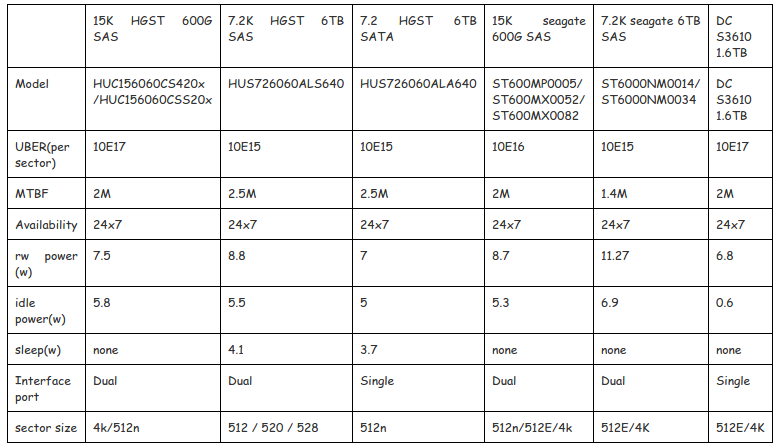 15K HGST 600G SAS | 7.2K HGST 6TB SAS | 7.2 HGST 6TB SATA | 15K seagate 600G SAS | 7.2K seagate 6TB SAS | DC S3610 1.6TB
Model | HUC156060CS420x /HUC156060CSS20x | HUS726060ALS640 | HUS726060ALA640 | ST600MP0005/ ST600MX0052/ ST600MX0082 | ST6000NM0014/ ST6000NM0034 | DC S3610 1.6TB
UBER(per sector) | 10E17 | 10E15 | 10E15 | 10E16 | 10E15 | 10E17
MTBF | 2M | 2.5M | 2.5M | 2M | 1.4M | 2M
Availability | 24x7 | 24x7 | 24x7 | 24x7 | 24x7 | 24x7
rw power (w) | 7.5 | 8.8 | 7 | 8.7 | 11.27 | 6.8
idle power(w) | 5.8 | 5.5 | 5 | 5.3 | 6.9 | 0.6
sleep(w) | none | 4.1 | 3.7 | none | none | none
Interface port | Dual | Dual | Single | Dual | Dual | Single
sector size | 4k/512n | 512 / 520 / 528 | 512n | 512n/512E/4k | 512E/4K | 512E/4K